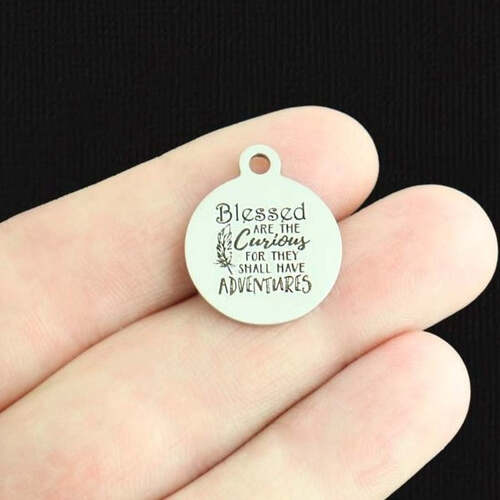 Blessed
ARE THE
Curious
FOR THEY
SHALL HAVE
ADVENTURES